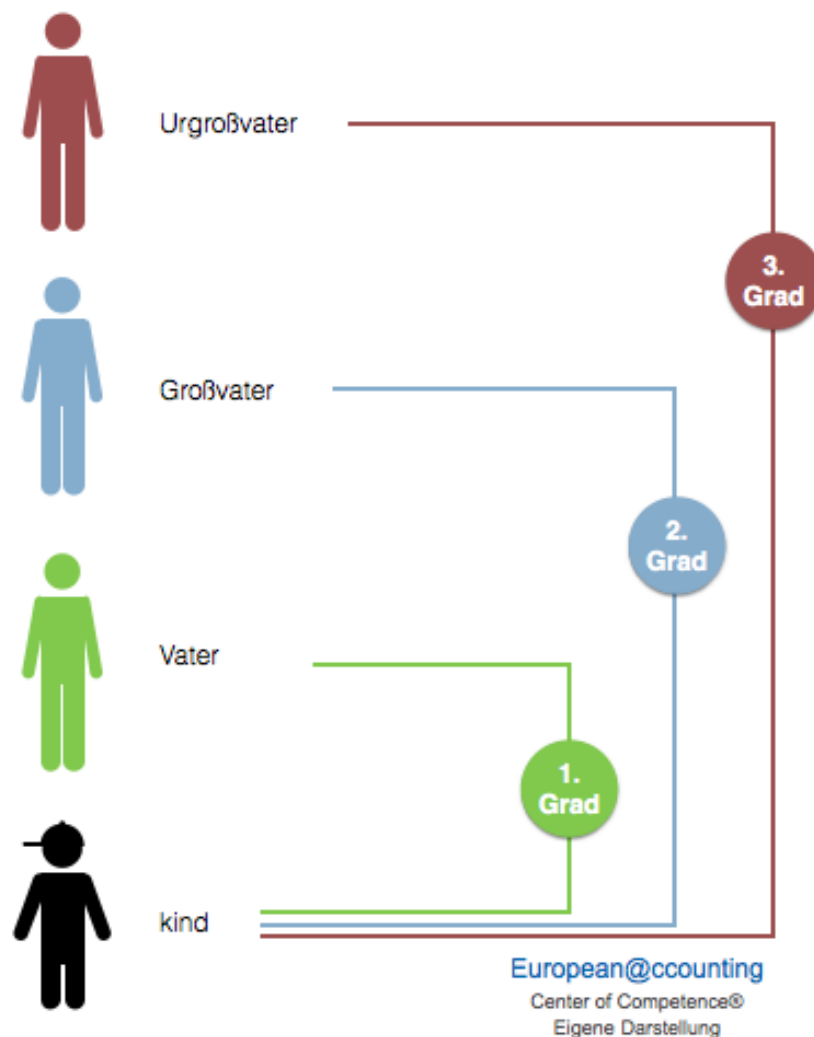 Urgroßvater
3.
Grad
Großvater
2.
Grad
Vater
1.
Grad
kind
European@ccounting
Center of Competence®
Eigene Darstellung